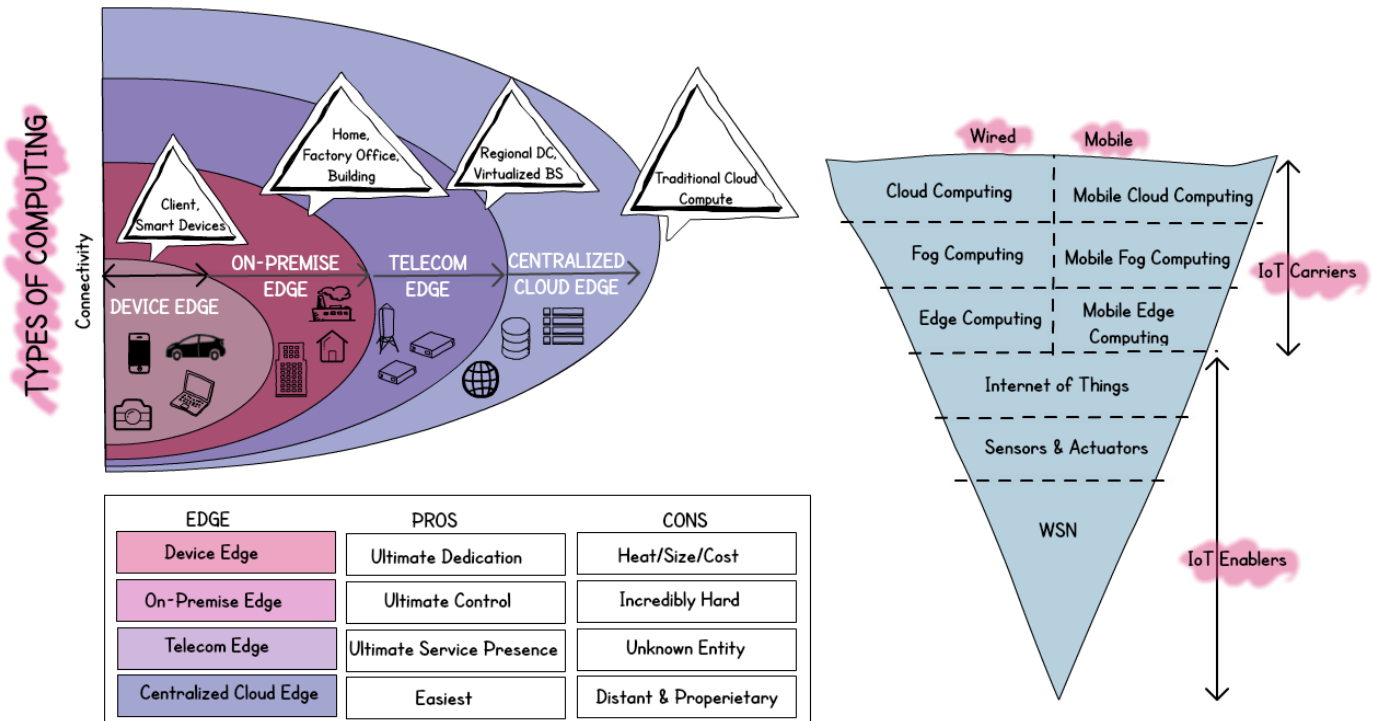 TYPES OF COMPUTING
Connectivity
Client,
Smart Devices
Home,
Factory Office,
Building
Regional DC,
Virtualized BS
Traditional Cloud
Compute
DEVICE EDGE
ON-PREMISE
EDGE
TELECOM
EDGE
CENTRALIZED
CLOUD EDGE
EDGE PROS CONS
Device Edge Ultimate Dedication Heat/Size/Cost
On-Premise Edge Ultimate Control Incredibly Hard
Telecom Edge Ultimate Service Presence Unknown Entity
Centralized Cloud Edge Easiest Distant & Properietary
Wired Mobile
Cloud Computing Mobile Cloud Computing
Fog Computing Mobile Fog Computing
Edge Computing Mobile Edge
Computing
Internet of Things
Sensors & Actuators
WSN
IoT Carriers
IoT Enablers